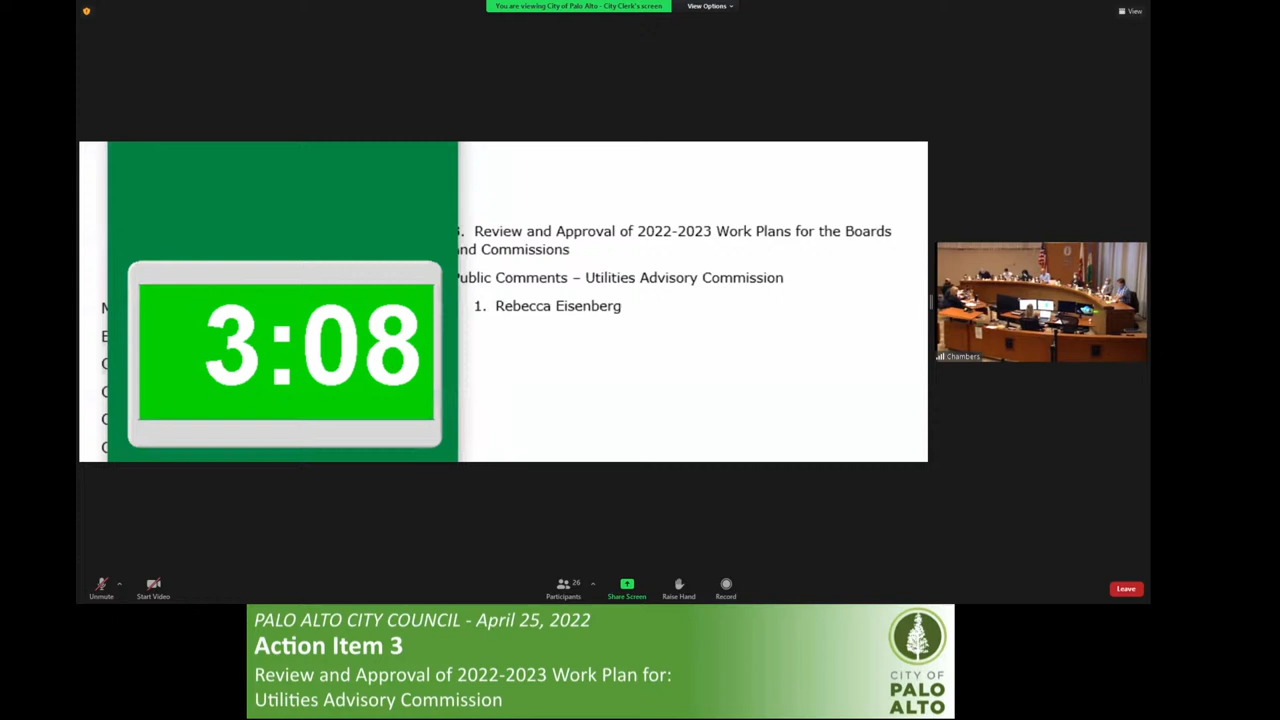 You are viewing City of Palo Alto - City Clerk's screen
View Options
View
Review and Approval of 2022-2023 Work Plans for the Boards
and Commissions
Public Comments – Utilities Advisory Commission
1. Rebecca Eisenberg
3:08
Chambers
Unmute
Start Video
26
Participants
Share Screen
Raise Hand
Record
Leave
PALO ALTO CITY COUNCIL - April 25, 2022
Action Item 3
Review and Approval of 2022-2023 Work Plan for:
Utilities Advisory Commission
CITY OF
PALO
ALTO